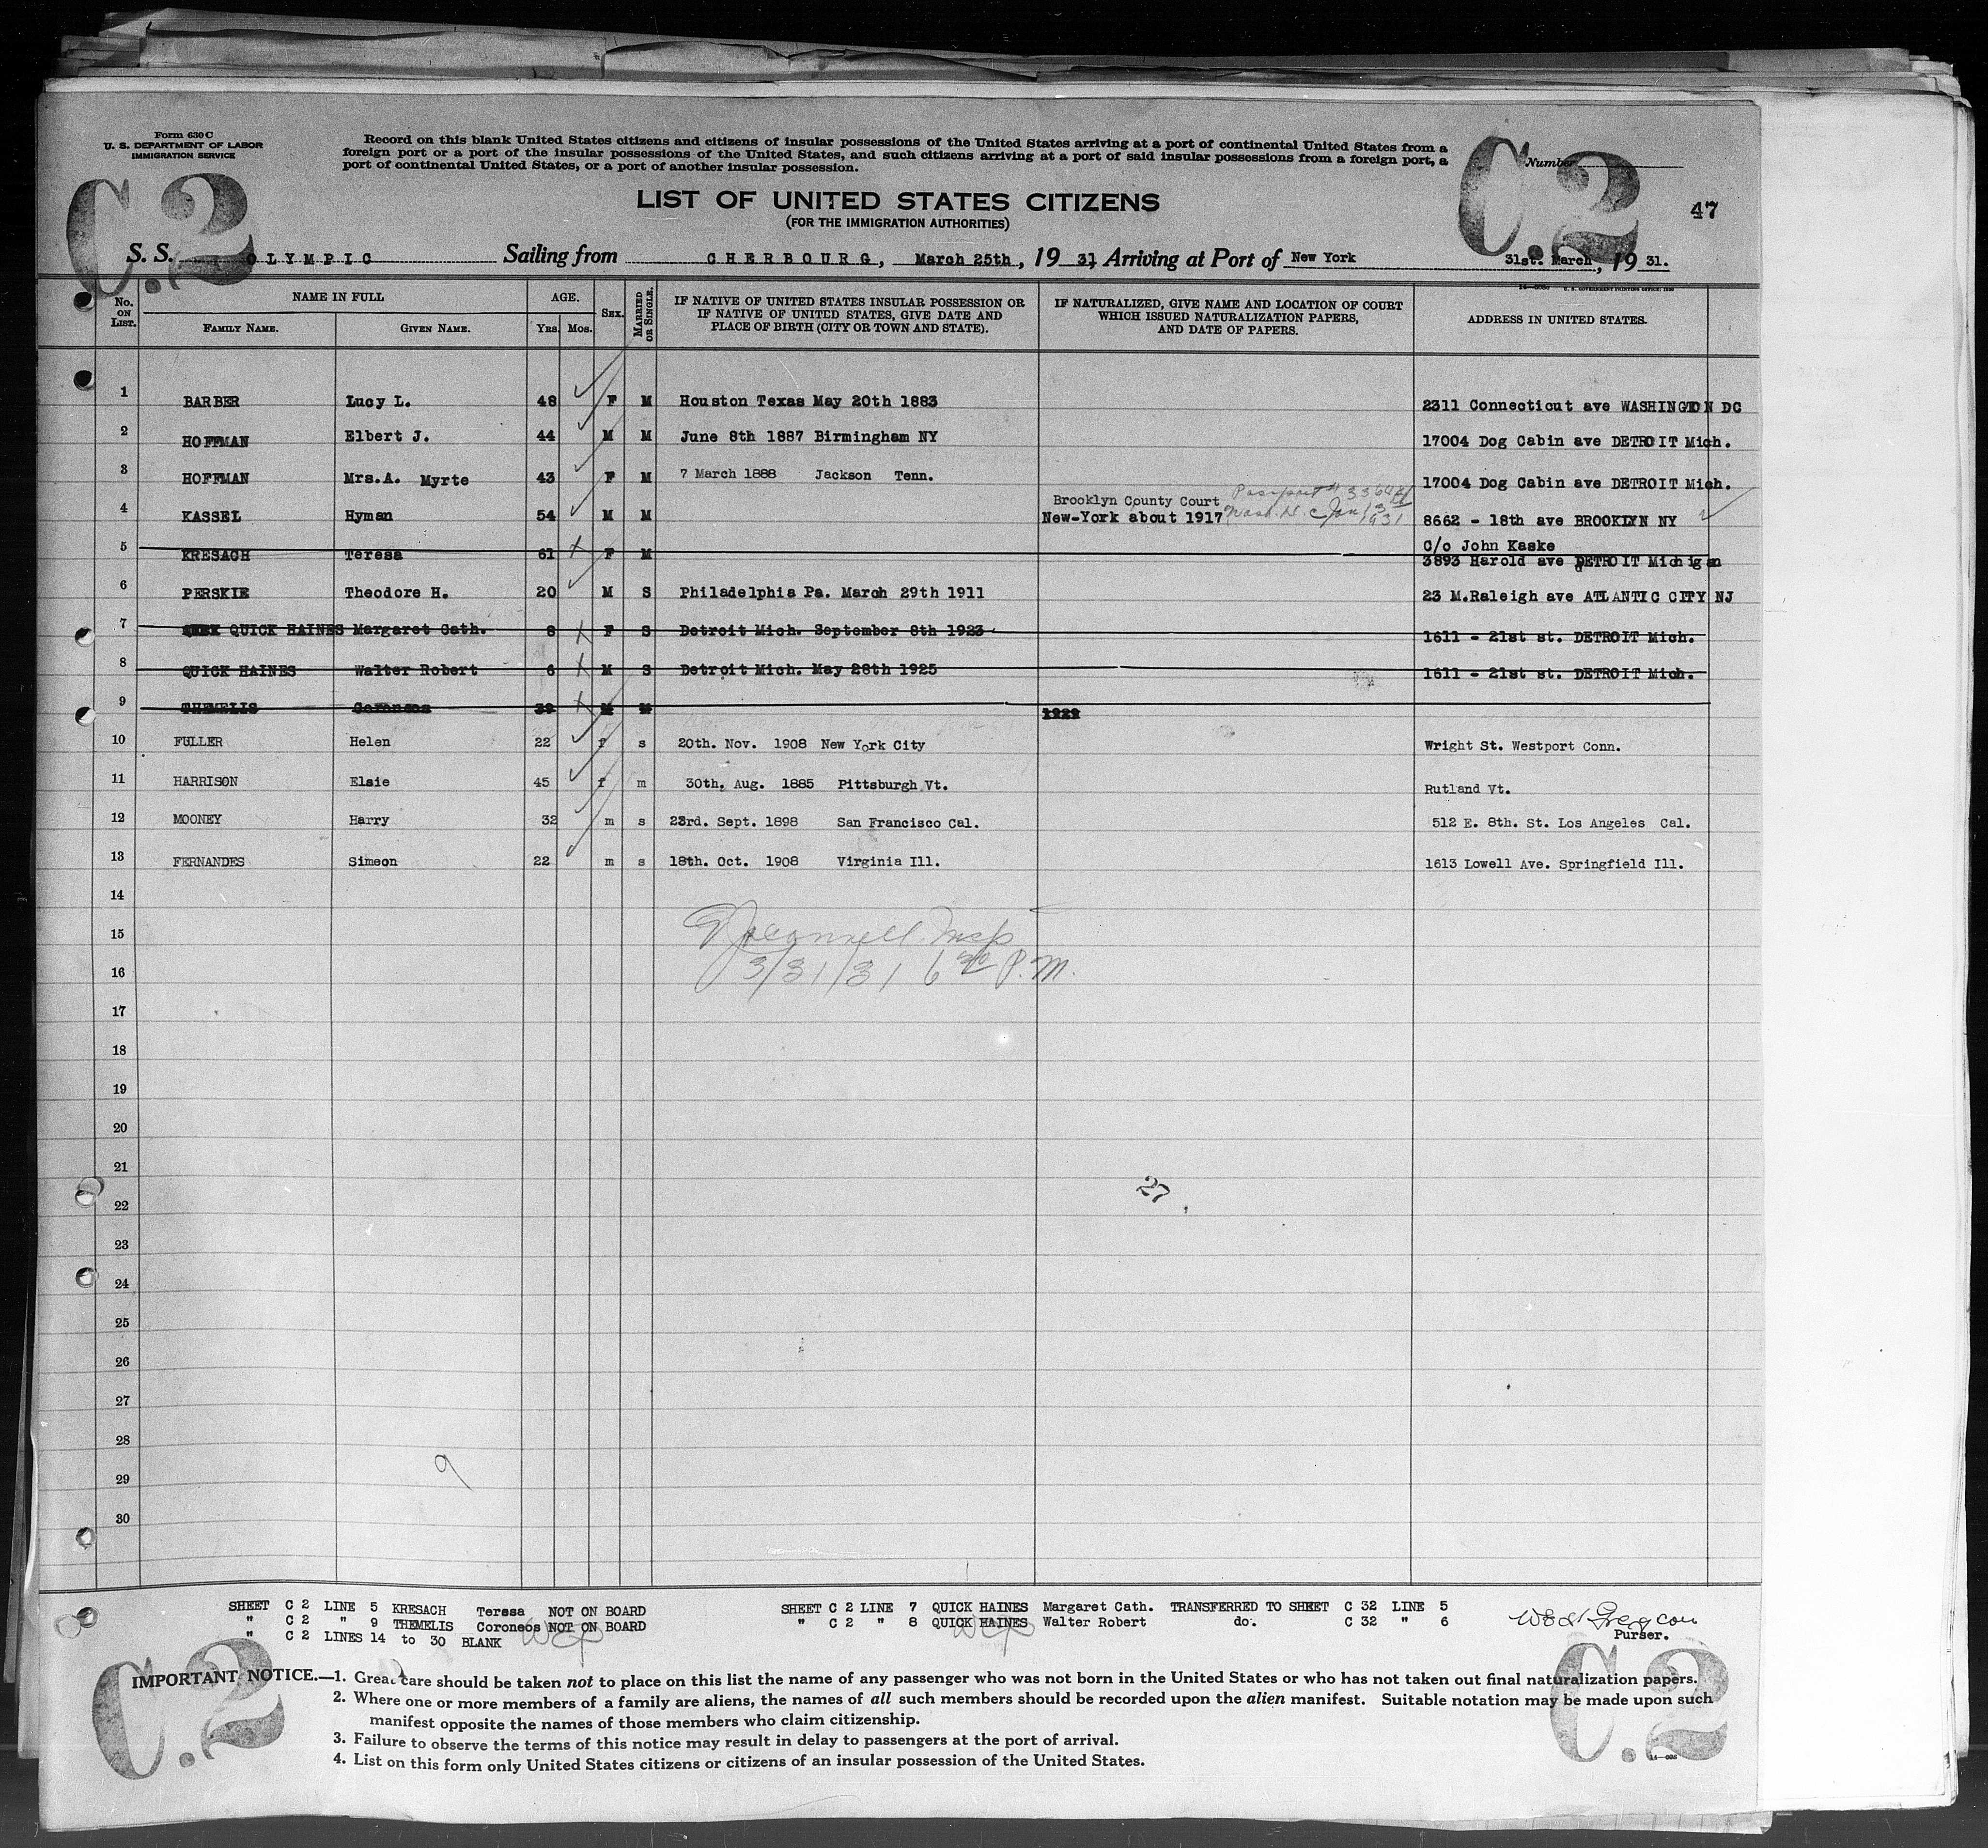 Form 630 C
U. S. DEPARTMENT OF LABOR
IMMIGRATION SERVICE
Record on this blank United States citizens and citizens of insular possessions of the United States arriving at a port of continental United States from a
foreign port or a port of the insular possessions of the United States, and such citizens arriving at a port of said insular possessions from a foreign port, a
port of continental United States, or a port of another insular possession.
C.2
C.2
Number
LIST OF UNITED STATES CITIZENS
(FOR THE IMMIGRATION AUTHORITIES)
47
S. S. OLYMPIC Sailing from CHERBOURG, March 25th, 19 31, Arriving at Port of New York 31st. March, 19 31.
No. ON LIST. NAME IN FULL FAMILY NAME. GIVEN NAME. AGE. Yrs. Mos. SEX. MARRIED OR SINGLE. IF NATIVE OF UNITED STATES INSULAR POSSESSION OR IF NATIVE OF UNITED STATES, GIVE DATE AND PLACE OF BIRTH (CITY OR TOWN AND STATE). IF NATURALIZED, GIVE NAME AND LOCATION OF COURT WHICH ISSUED NATURALIZATION PAPERS, AND DATE OF PAPERS. ADDRESS IN UNITED STATES.
1 BARBER Lucy L. 48 F M Houston Texas May 20th 1883 2311 Connecticut ave WASHINGTON DC
2 HOFFMAN Elbert J. 44 M M June 8th 1887 Birmingham NY 17004 Dog Cabin ave DETROIT Mich.
3 HOFFMAN Mrs.A. Myrte 43 F M 7 March 1888 Jackson Tenn. 17004 Dog Cabin ave DETROIT Mich.
4 KASSEL Hyman 54 M M Brooklyn County Court New-York about 1917 Passport # Wash. D.C. Jan 1931 8662 - 18th ave BROOKLYN NY
5 KRESACH Teresa 61 F M C/o John Kaske 3893 Harold ave DETROIT Michigan
6 PERSKIE Theodore H. 20 M S Philadelphia Pa. March 29th 1911 23 M.Raleigh ave ATLANTIC CITY NJ
7 QUICK HAINES Margaret Cath. 8 F S Detroit Mich. September 8th 1923 1611 - 21st st. DETROIT Mich.
8 QUICK HAINES Walter Robert 6 M S Detroit Mich. May 28th 1925 1611 - 21st st. DETROIT Mich.
9 THEMELIS Coroneos 39 M M 1929
10 FULLER Helen 22 f s 20th. Nov. 1908 New York City Wright St. Westport Conn.
11 HARRISON Elsie 45 f m 30th, Aug. 1885 Pittsburgh Vt. Rutland Vt.
12 MOONEY Harry 32 m s 23rd. Sept. 1898 San Francisco Cal. 512 E. 8th. St. Los Angeles Cal.
13 FERNANDES Simeon 22 m s 18th. Oct. 1908 Virginia Ill. 1613 Lowell Ave. Springfield Ill.
14
15
3/31/31 6 P.M.
16
17
18
19
20
21
27
22
23
24
25
26
27
28
9
29
30
SHEET C 2 LINE 5 KRESACH Teresa NOT ON BOARD
" C 2 " 9 THEMELIS Coroneos NOT ON BOARD
" C 2 LINES 14 to 30 BLANK
SHEET C 2 LINE 7 QUICK HAINES Margaret Cath. TRANSFERRED TO SHEET C 32 LINE 5
" C 2 " 8 QUICK HAINES Walter Robert do. C 32 " 6
Purser.
C.2
C.2
IMPORTANT NOTICE.—1. Great care should be taken not to place on this list the name of any passenger who was not born in the United States or who has not taken out final naturalization papers.
2. Where one or more members of a family are aliens, the names of all such members should be recorded upon the alien manifest. Suitable notation may be made upon such
manifest opposite the names of those members who claim citizenship.
3. Failure to observe the terms of this notice may result in delay to passengers at the port of arrival.
4. List on this form only United States citizens or citizens of an insular possession of the United States.